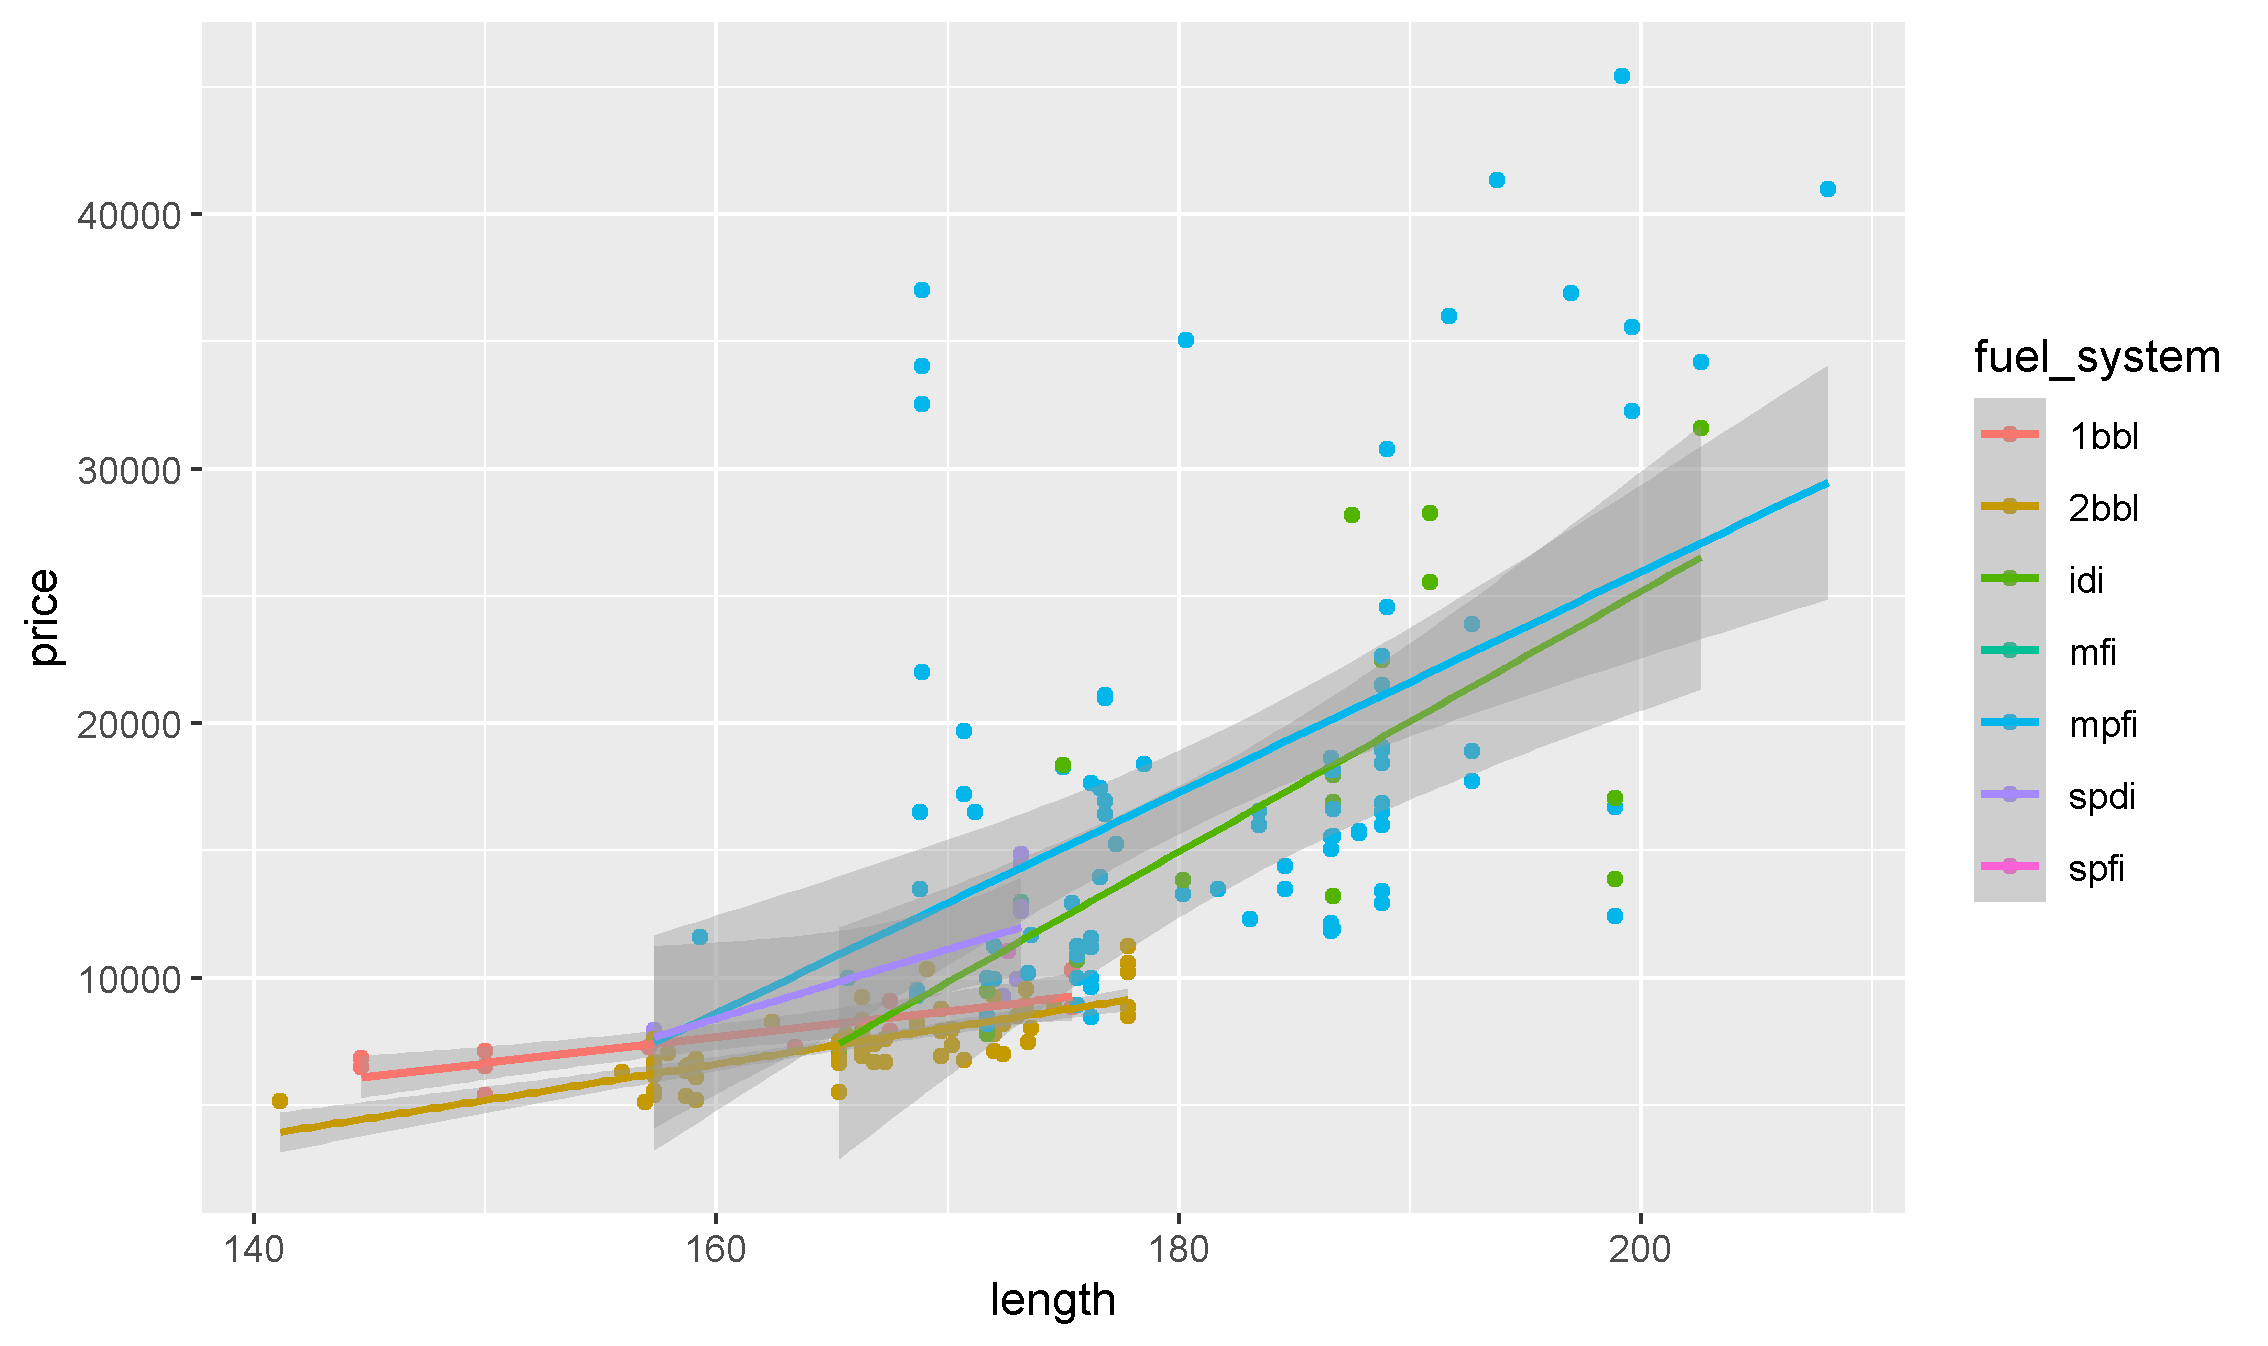 40000
30000
20000
10000
price
140 160 180 200
length
fuel_system
1bbl
2bbl
idi
mfi
mpfi
spdi
spfi